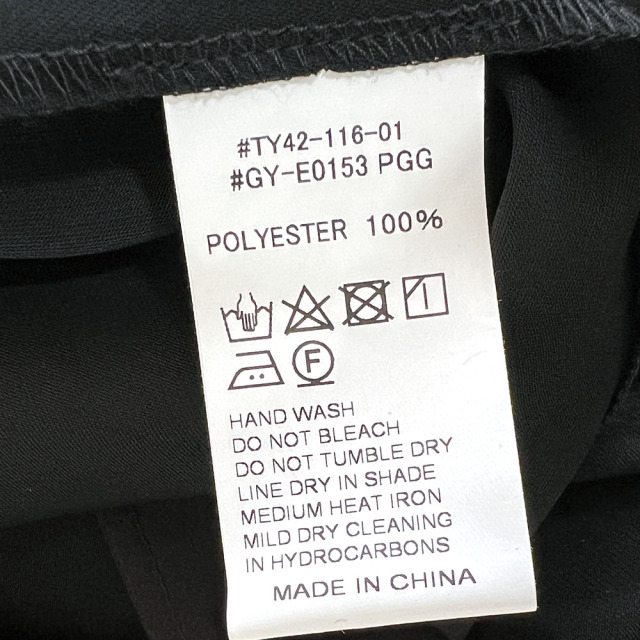 #TY42-116-01
#GY-E0153 PGG
POLYESTER 100%
F
HAND WASH
DO NOT BLEACH
DO NOT TUMBLE DRY
LINE DRY IN SHADE
MEDIUM HEAT IRON
MILD DRY CLEANING
IN HYDROCARBONS
MADE IN CHINA